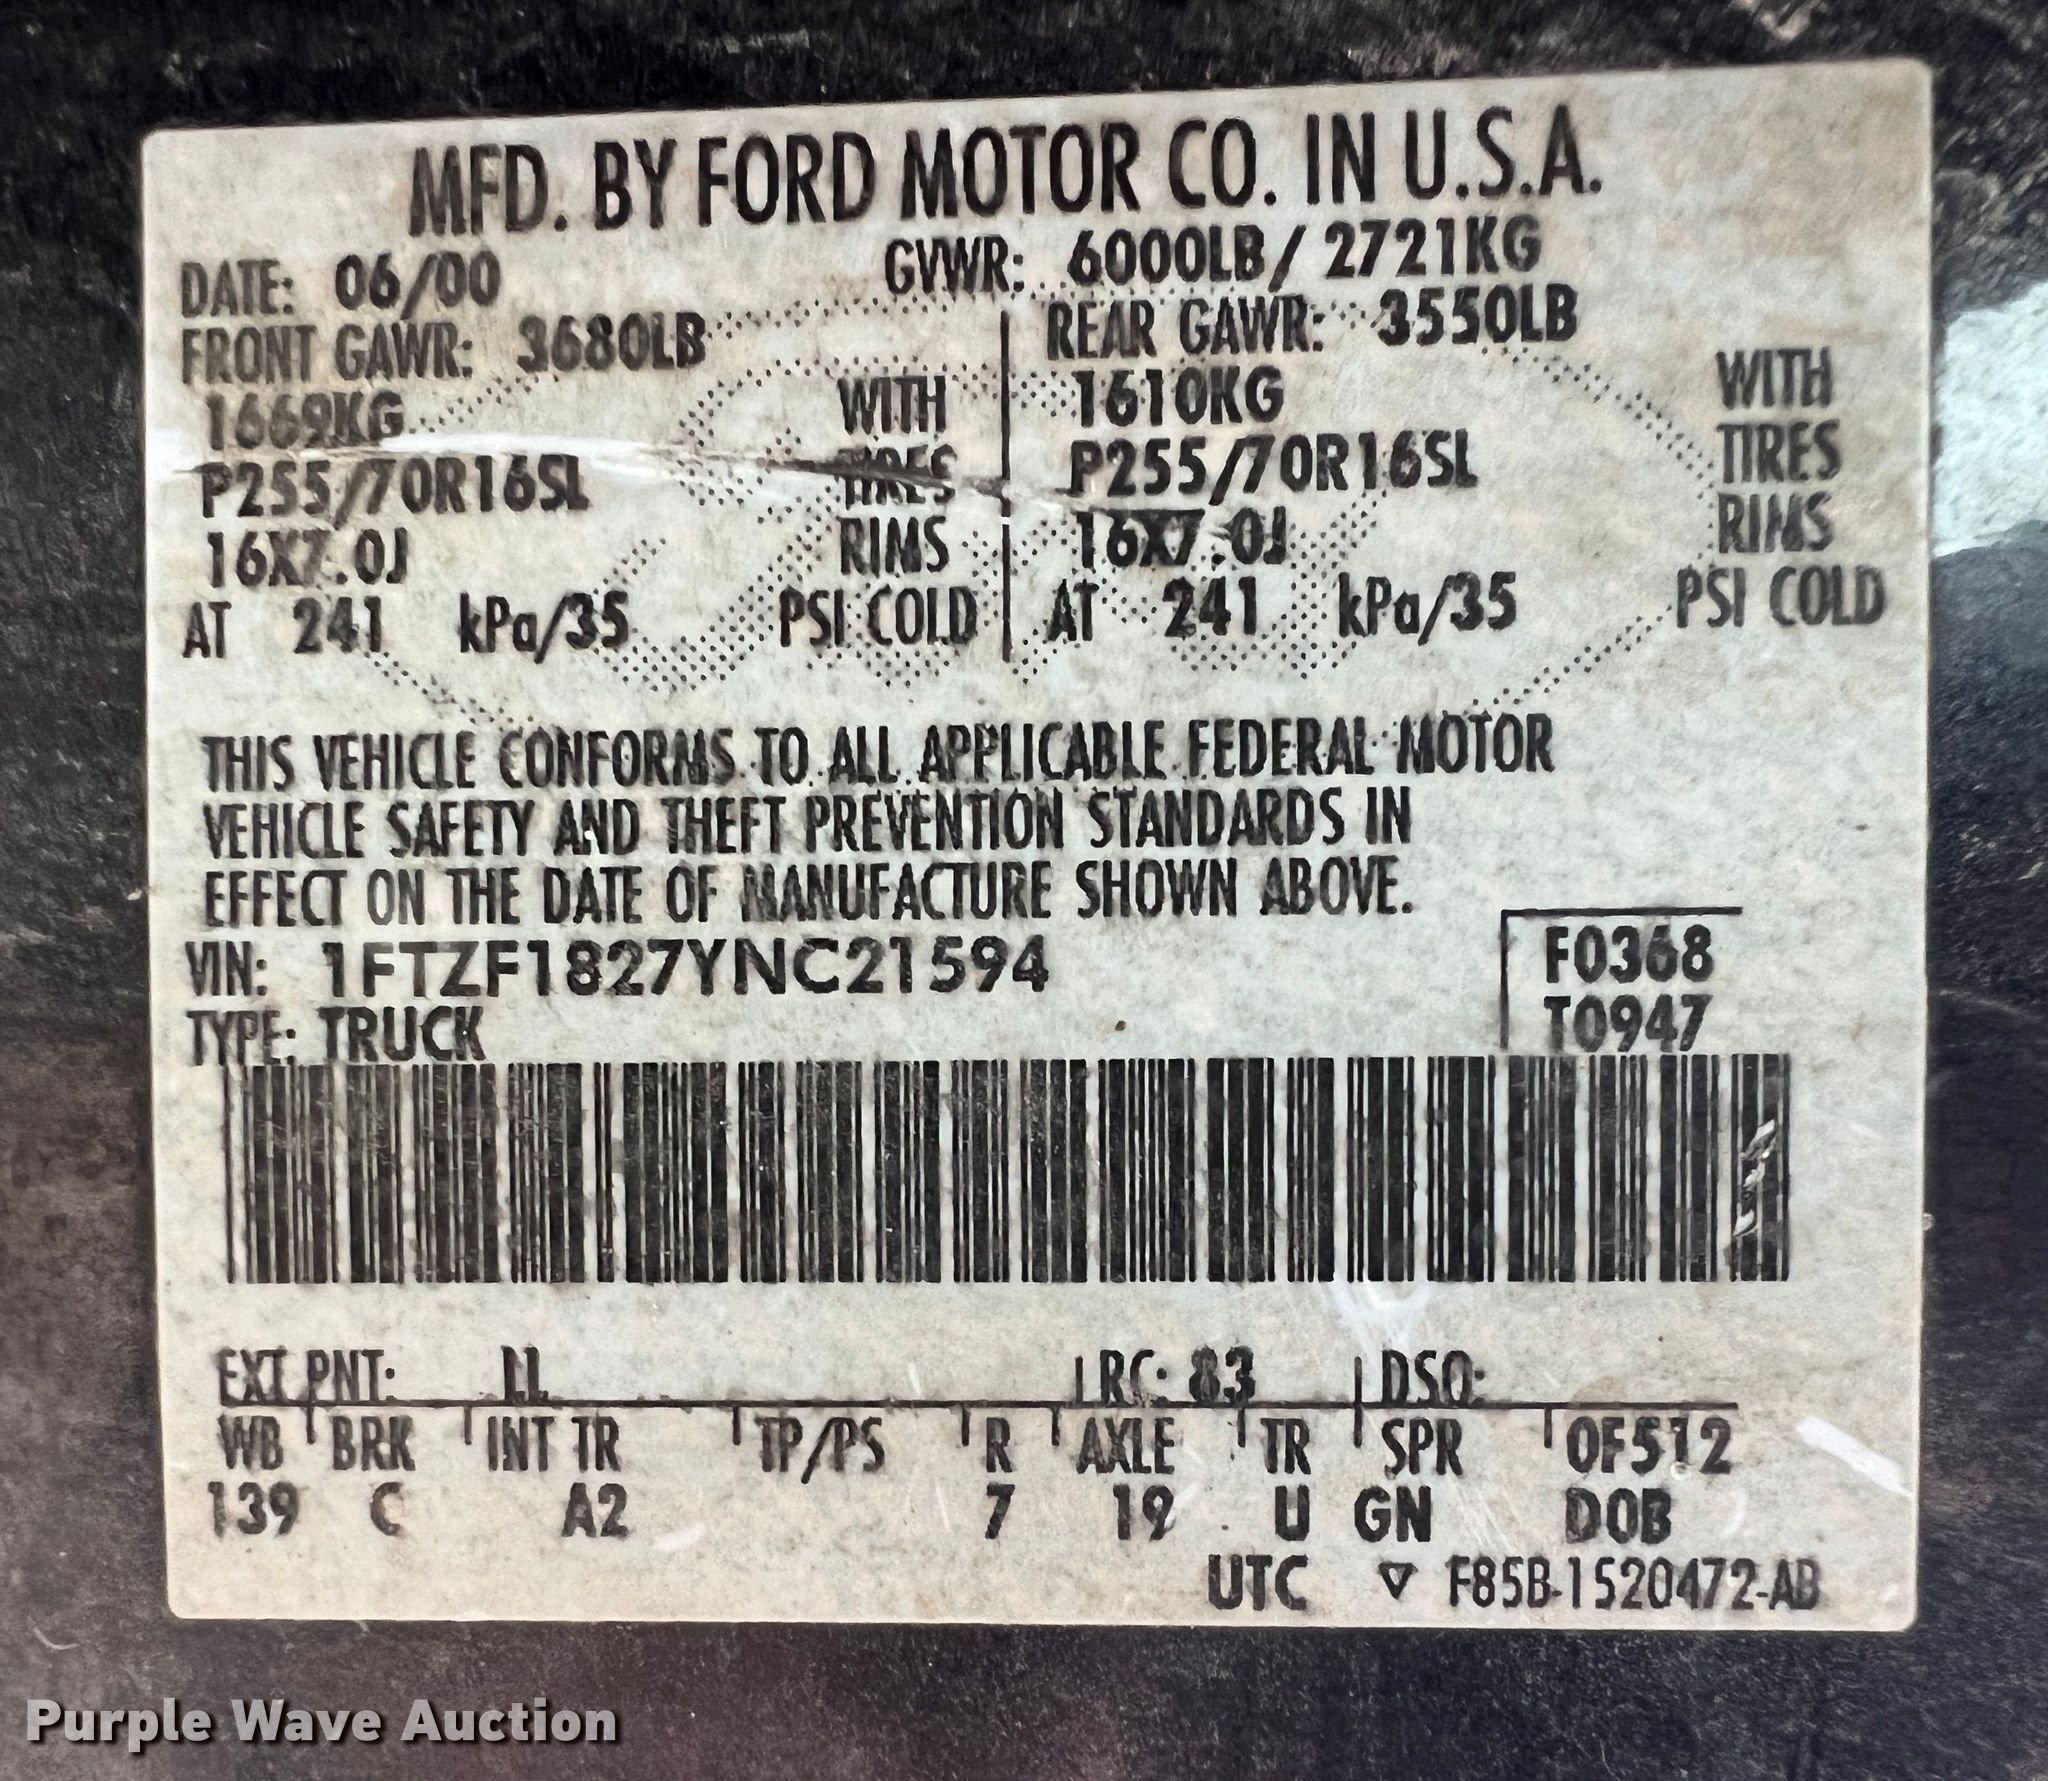 MFD. BY FORD MOTOR CO. IN U.S.A.
DATE: 06/00 GVWR: 6000LB/ 2721KG
FRONT GAWR: 3680LB REAR GAWR: 3550LB
1669KG WITH 1610KG WITH
P255/70R16SL TIRES P255/70R16SL TIRES
16X7.0J RIMS 16X7.0J RIMS
AT 241 kPa/35 PSI COLD AT 241 kPa/35 PSI COLD
THIS VEHICLE CONFORMS TO ALL APPLICABLE FEDERAL MOTOR
VEHICLE SAFETY AND THEFT PREVENTION STANDARDS IN
EFFECT ON THE DATE OF MANUFACTURE SHOWN ABOVE.
VIN: 1FTZF1827YNC21594 F0368
TYPE: TRUCK T0947
EXT PNT: RC: 83 DSO:
WB BRK INT TR TP/PS R AXLE TR SPR OF512
139 C A2 7 19 U GN DOB
UTC ▽ F85B-1520472-AB
Purple Wave Auction